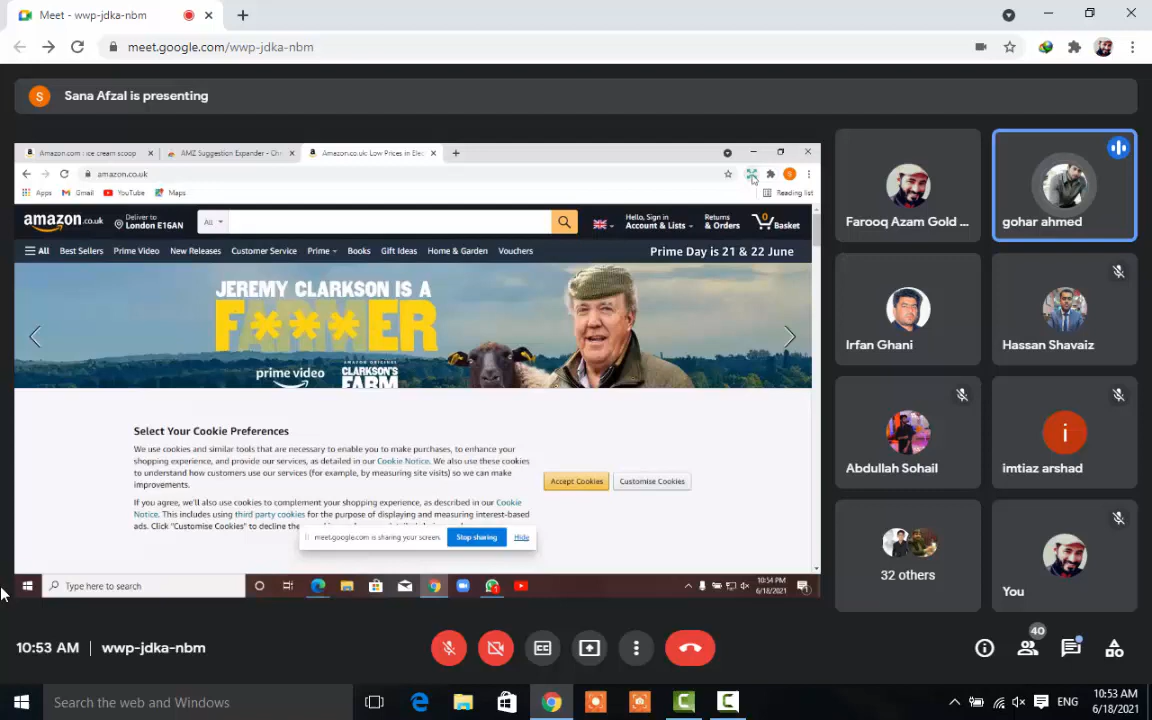 Meet - wwp-jdka-nbm
meet.google.com/wwp-jdka-nbm
S
Sana Afzal is presenting
Amazon.com : ice cream scoop
AMZ Suggestion Expander - Ch
Amazon.co.uk: Low Prices in Ele
amazon.co.uk
S
Apps
Gmail
YouTube
Maps
Reading list
amazon.co.uk
Deliver to
London E16AN
All
Hello, Sign in
Account & Lists
Returns
& Orders
0
Basket
All
Best Sellers
Prime Video
New Releases
Customer Service
Prime
Books
Gift Ideas
Home & Garden
Vouchers
Prime Day is 21 & 22 June
JEREMY CLARKSON IS A
F***ER
prime video
AMAZON ORIGINAL
CLARKSON'S
FARM
Select Your Cookie Preferences
We use cookies and similar tools that are necessary to enable you to make purchases, to enhance your
shopping experience, and provide our services, as detailed in our Cookie Notice. We also use these cookies
to understand how customers use our services (for example, by measuring site visits) so we can make
improvements.
If you agree, we'll also use cookies to complement your shopping experience, as described in our Cookie
Notice. This includes using third party cookies for the purpose of displaying and measuring interest-based
ads. Click "Customise Cookies" to decline the
Accept Cookies
Customise Cookies
meet.google.com is sharing your screen.
Stop sharing
Hide
Type here to search
10:54 PM
6/18/2021
Farooq Azam Gold ...
gohar ahmed
Irfan Ghani
Hassan Shavaiz
Abdullah Sohail
i
imtiaz arshad
32 others
You
10:53 AM
wwp-jdka-nbm
40
Search the web and Windows
ENG
10:53 AM
6/18/2021